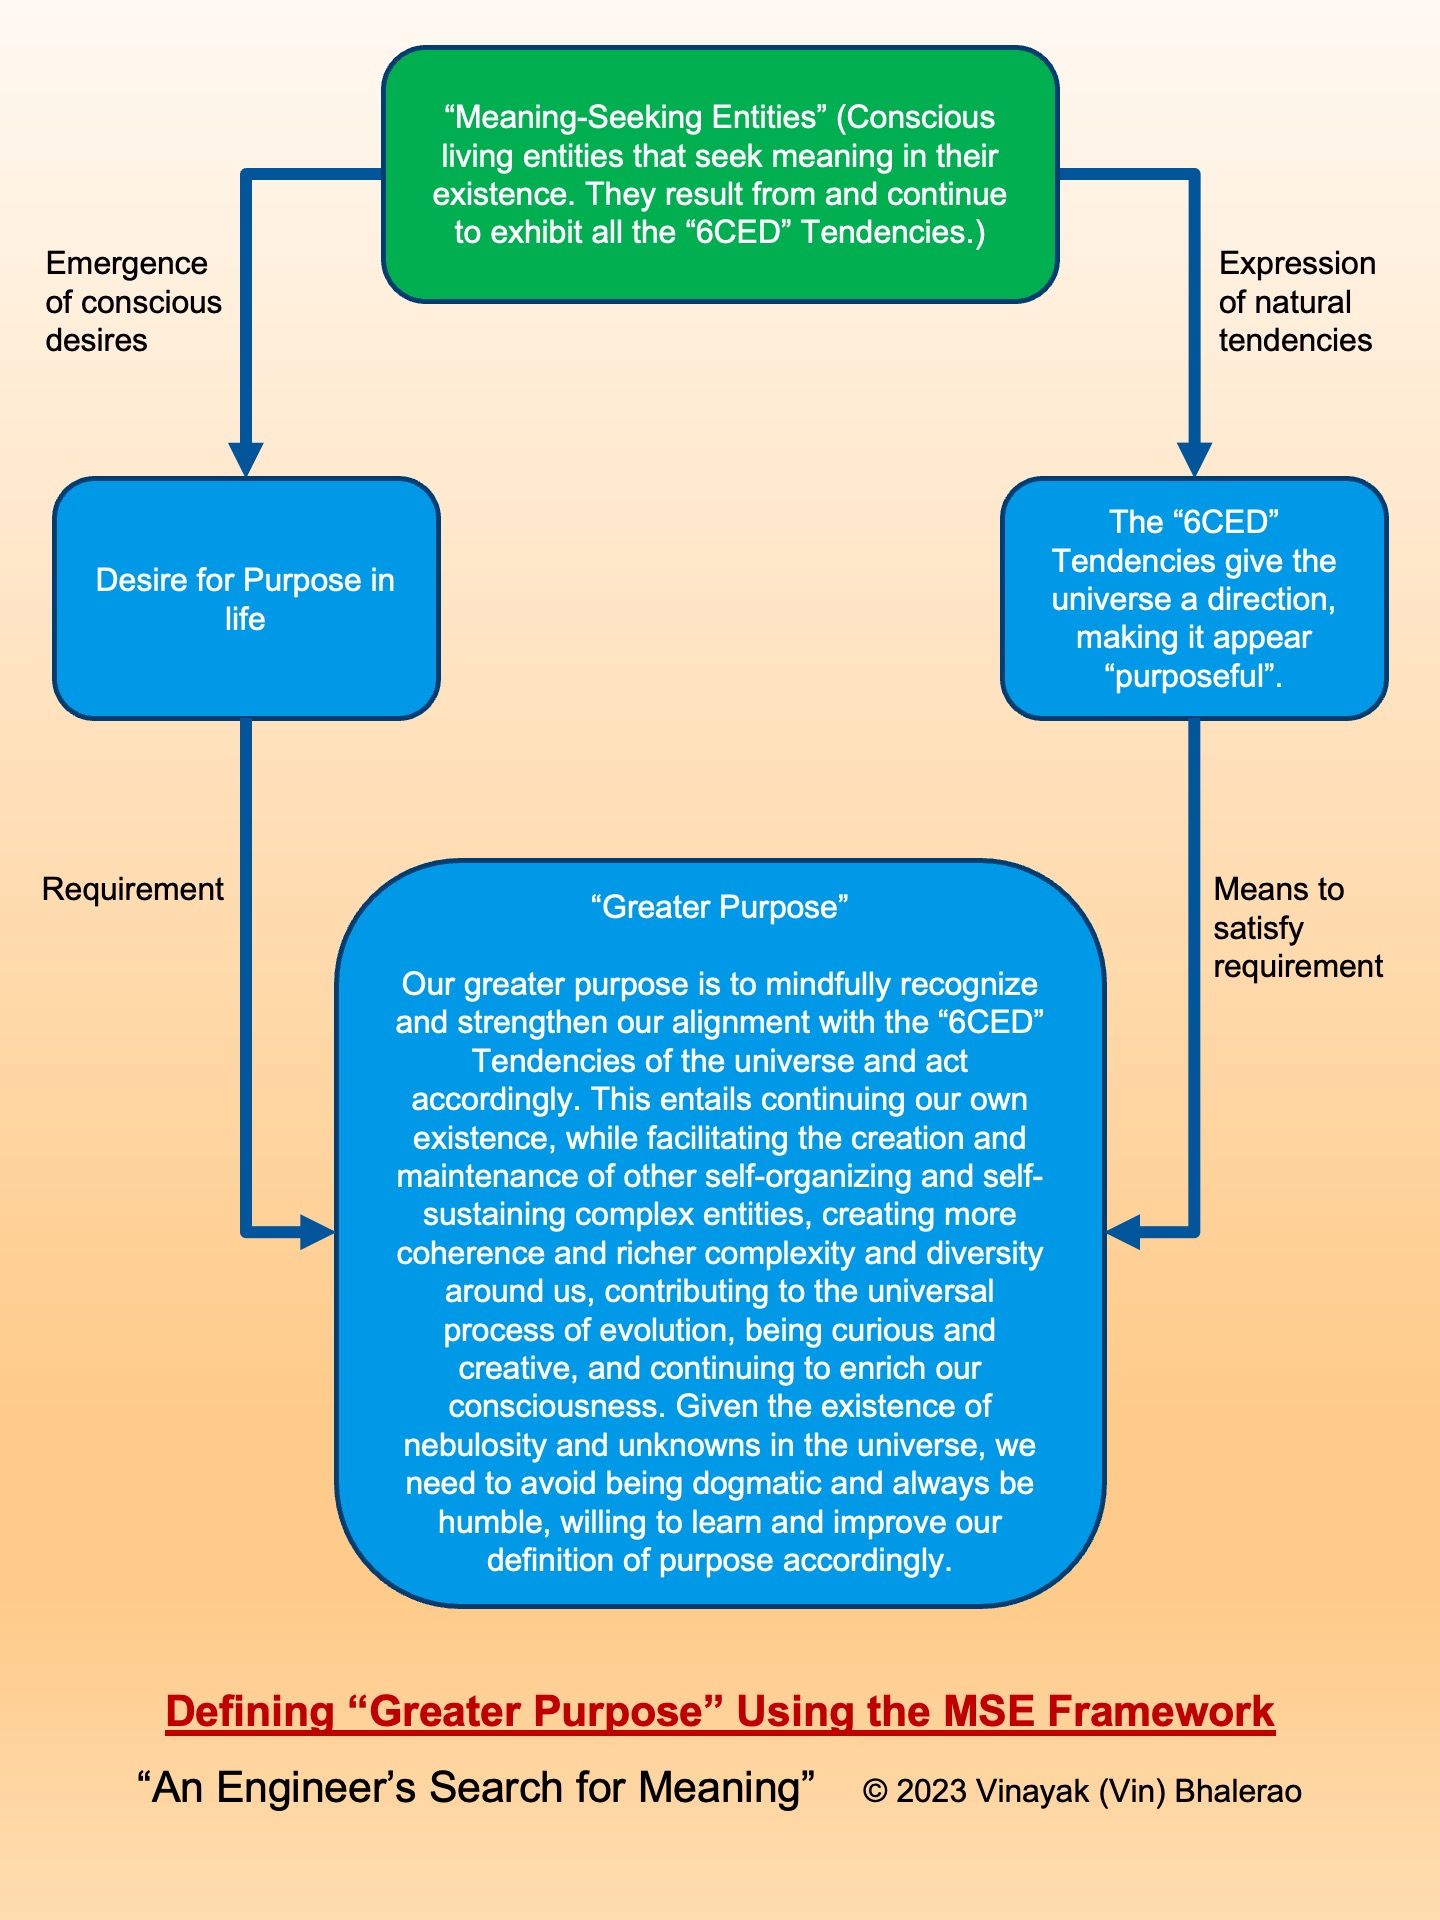 “Meaning-Seeking Entities” (Conscious
living entities that seek meaning in their
existence. They result from and continue
to exhibit all the “6CED” Tendencies.)
Emergence
of conscious
desires
Expression
of natural
tendencies
Desire for Purpose in
life
The “6CED”
Tendencies give the
universe a direction,
making it appear
“purposeful”.
Requirement
Means to
satisfy
requirement
“Greater Purpose”
Our greater purpose is to mindfully recognize
and strengthen our alignment with the “6CED”
Tendencies of the universe and act
accordingly. This entails continuing our own
existence, while facilitating the creation and
maintenance of other self-organizing and self-
sustaining complex entities, creating more
coherence and richer complexity and diversity
around us, contributing to the universal
process of evolution, being curious and
creative, and continuing to enrich our
consciousness. Given the existence of
nebulosity and unknowns in the universe, we
need to avoid being dogmatic and always be
humble, willing to learn and improve our
definition of purpose accordingly.
Defining “Greater Purpose” Using the MSE Framework
“An Engineer’s Search for Meaning” © 2023 Vinayak (Vin) Bhalerao